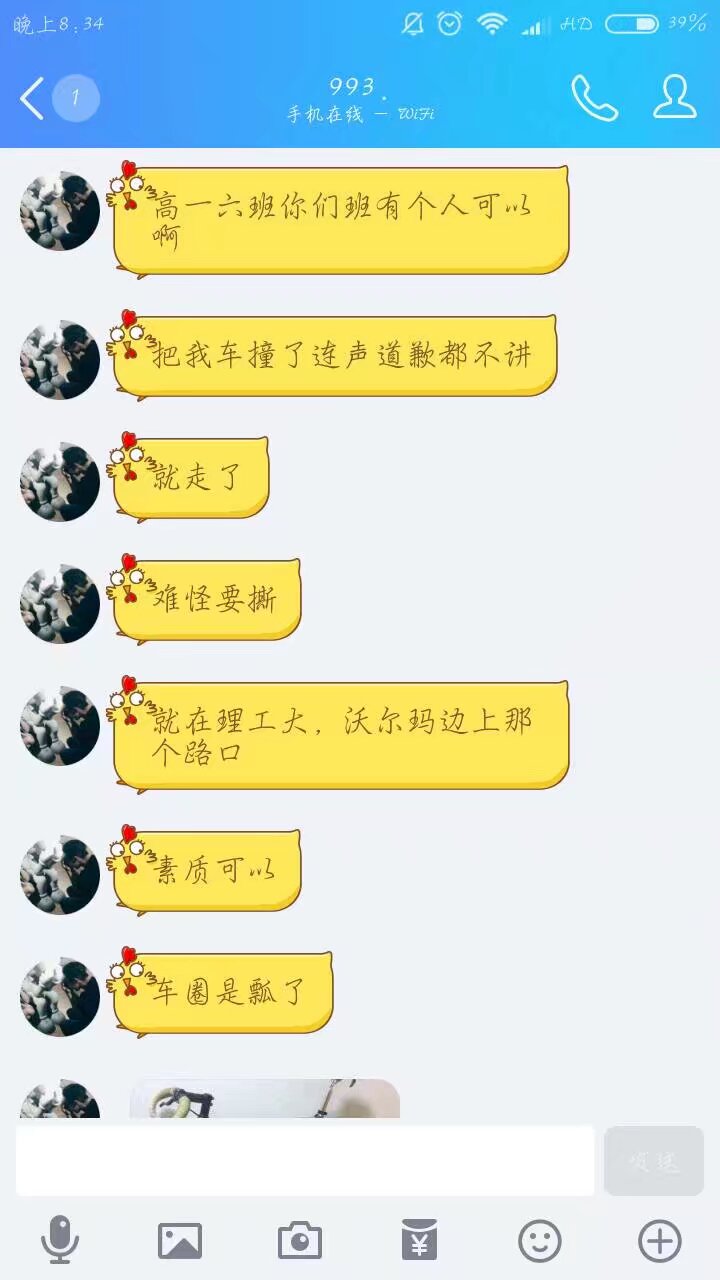 晚上8:34
HD
39%
1
993.
手机在线 — WiFi
高一六班你们班有个人可以
啊
把我车撞了连声道歉都不讲
就走了
难怪要撕
就在理工大，沃尔玛边上那
个路口
素质可以
车圈是瓢了
发送